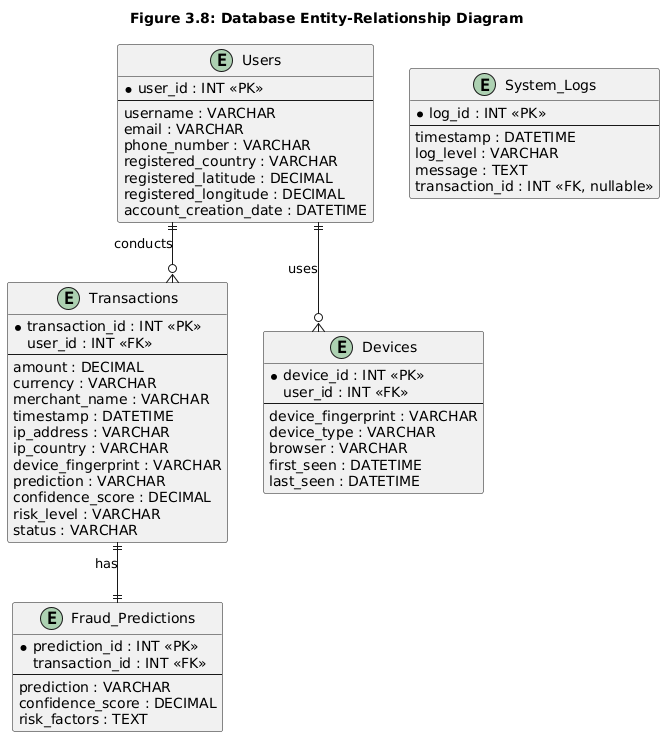 Figure 3.8: Database Entity-Relationship Diagram
E Users
user_id : INT «PK»
username : VARCHAR
email : VARCHAR
phone_number : VARCHAR
registered_country : VARCHAR
registered_latitude : DECIMAL
registered_longitude : DECIMAL
account_creation_date : DATETIME
E System_Logs
log_id : INT «PK»
timestamp : DATETIME
log_level : VARCHAR
message : TEXT
transaction_id : INT «FK, nullable»
conducts
uses
E Transactions
transaction_id : INT «PK»
user_id : INT «FK»
amount : DECIMAL
currency : VARCHAR
merchant_name : VARCHAR
timestamp : DATETIME
ip_address : VARCHAR
ip_country : VARCHAR
device_fingerprint : VARCHAR
prediction : VARCHAR
confidence_score : DECIMAL
risk_level : VARCHAR
status : VARCHAR
E Devices
device_id : INT «PK»
user_id : INT «FK»
device_fingerprint : VARCHAR
device_type : VARCHAR
browser : VARCHAR
first_seen : DATETIME
last_seen : DATETIME
has
E Fraud_Predictions
prediction_id : INT «PK»
transaction_id : INT «FK»
prediction : VARCHAR
confidence_score : DECIMAL
risk_factors : TEXT